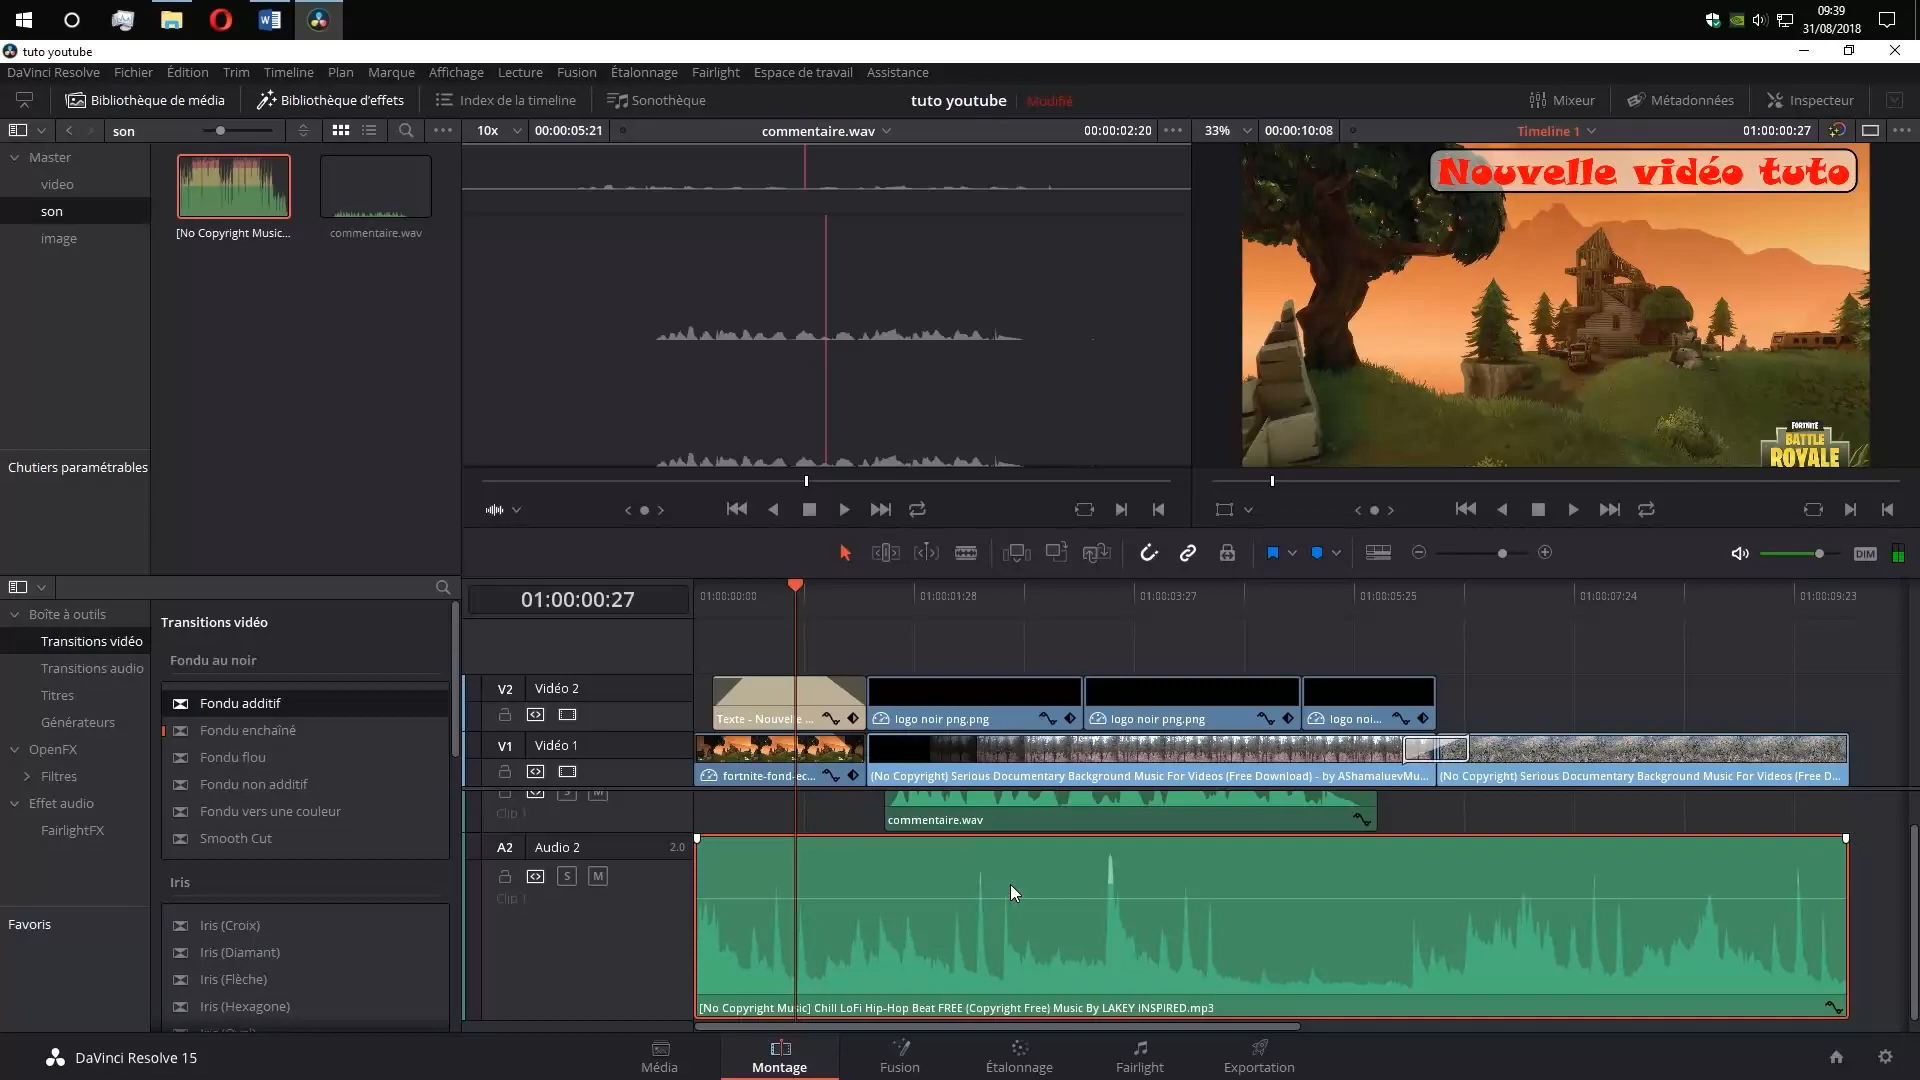 09:39
31/08/2018
tuto youtube
DaVinci Resolve Fichier Édition Trim Timeline Plan Marque Affichage Lecture Fusion Étalonnage Fairlight Espace de travail Assistance
Bibliothèque de média Bibliothèque d'effets Index de la timeline Sonothèque tuto youtube Modifié Mixeur Métadonnées Inspecteur
son 10x 00:00:05:21 commentaire.wav 00:00:02:20 33% 00:00:10:08 Timeline 1 01:00:00:27
Master
video
son
image
[No Copyright Music...
commentaire.wav
Nouvelle vidéo tuto
FORTNITE
BATTLE
ROYALE
Chutiers paramétrables
DIM
Boîte à outils
Transitions vidéo
Transitions audio
Titres
Générateurs
OpenFX
Filtres
Effet audio
FairlightFX
Favoris
Transitions vidéo
Fondu au noir
Fondu additif
Fondu enchaîné
Fondu flou
Fondu non additif
Fondu vers une couleur
Smooth Cut
Iris
Iris (Croix)
Iris (Diamant)
Iris (Flèche)
Iris (Hexagone)
01:00:00:27
01:00:00:00 01:00:01:28 01:00:03:27 01:00:05:25 01:00:07:24 01:00:09:23
V2 Vidéo 2
Texte - Nouvelle ... logo noir png.png logo noir png.png logo noi...
V1 Vidéo 1
fortnite-fond-ec... (No Copyright) Serious Documentary Background Music For Videos (Free Download) - by AShamaluevMu... (No Copyright) Serious Documentary Background Music For Videos (Free D...
S M
Clip 1
commentaire.wav
A2 Audio 2 2.0
S M
Clip 1
[No Copyright Music] Chill LoFi Hip-Hop Beat FREE (Copyright Free) Music By LAKEY INSPIRED.mp3
DaVinci Resolve 15
Média Montage Fusion Étalonnage Fairlight Exportation